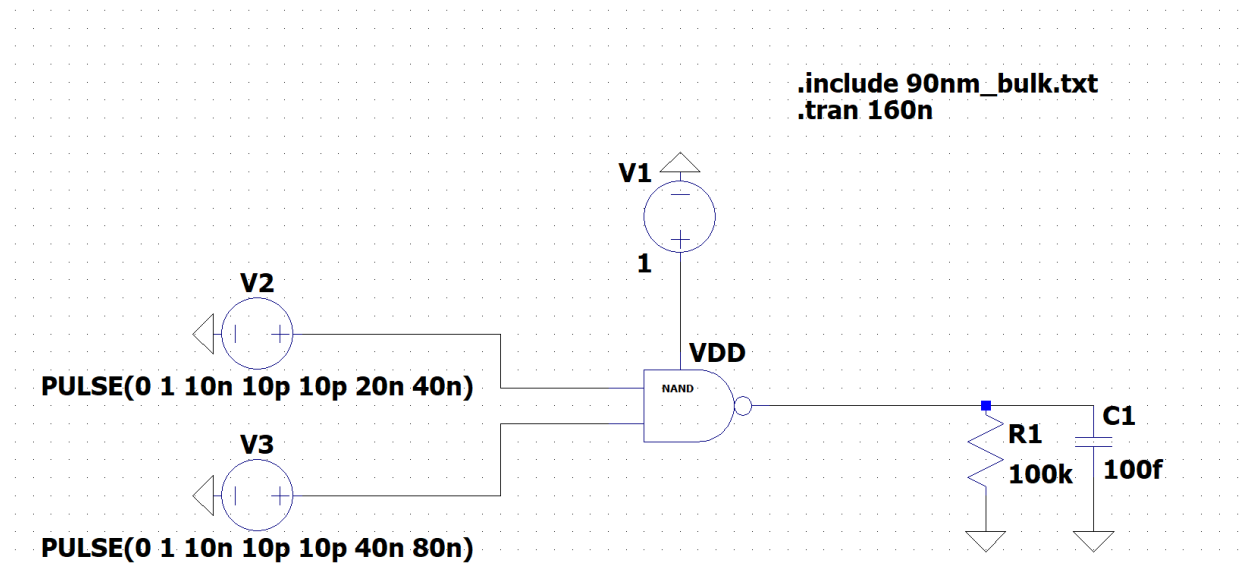 .include 90nm_bulk.txt
.tran 160n
V1
1
V2
PULSE(0 1 10n 10p 10p 20n 40n)
VDD
NAND
V3
PULSE(0 1 10n 10p 10p 40n 80n)
R1
100k
C1
100f